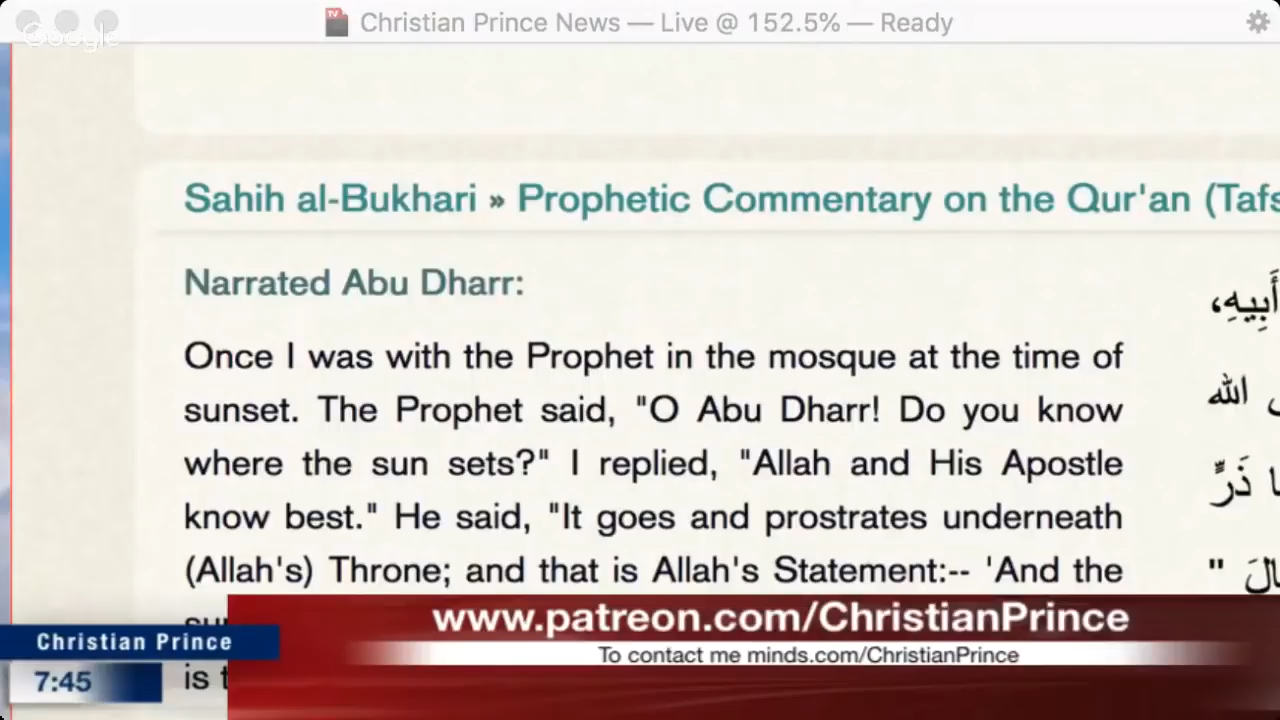 Christian Prince News — Live @ 152.5% — Ready
Google
Sahih al-Bukhari » Prophetic Commentary on the Qur'an (Tafs
Narrated Abu Dharr:
Once I was with the Prophet in the mosque at the time of
sunset. The Prophet said, "O Abu Dharr! Do you know
where the sun sets?" I replied, "Allah and His Apostle
know best." He said, "It goes and prostrates underneath
(Allah's) Throne; and that is Allah's Statement:-- 'And the
is t
أَبِيهِ،
الله
ذَرٍّ
"
www.patreon.com/ChristianPrince
To contact me minds.com/ChristianPrince
Christian Prince
7:45